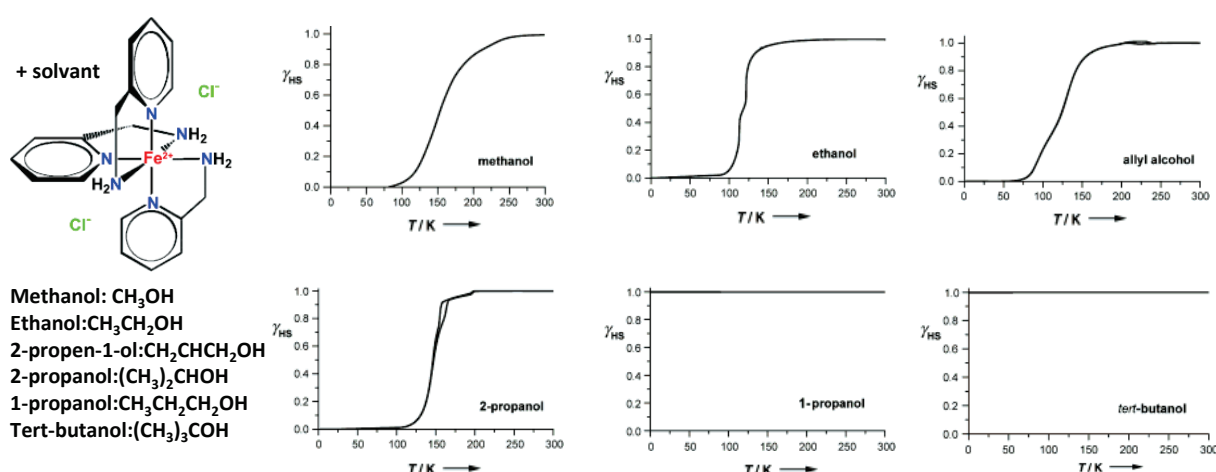 + solvant
Cl⁻
N
NH₂
N
Fe²⁺
NH₂
H₂N
N
Cl⁻
Methanol: CH₃OH
Ethanol:CH₃CH₂OH
2-propen-1-ol:CH₂CHCH₂OH
2-propanol:(CH₃)₂CHOH
1-propanol:CH₃CH₂CH₂OH
Tert-butanol:(CH₃)₃COH
γHS
1.0
0.8
0.6
0.4
0.2
0.0
methanol
0 50 100 150 200 250 300
T / K
γHS
1.0
0.8
0.6
0.4
0.2
0.0
ethanol
0 50 100 150 200 250 300
T / K
γHS
1.0
0.8
0.6
0.4
0.2
0.0
allyl alcohol
0 50 100 150 200 250 300
T / K
γHS
1.0
0.8
0.6
0.4
0.2
0.0
2-propanol
0 50 100 150 200 250 300
T / K
γHS
1.0
0.8
0.6
0.4
0.2
0.0
1-propanol
0 50 100 150 200 250 300
T / K
γHS
1.0
0.8
0.6
0.4
0.2
0.0
tert-butanol
0 50 100 150 200 250 300
T / K